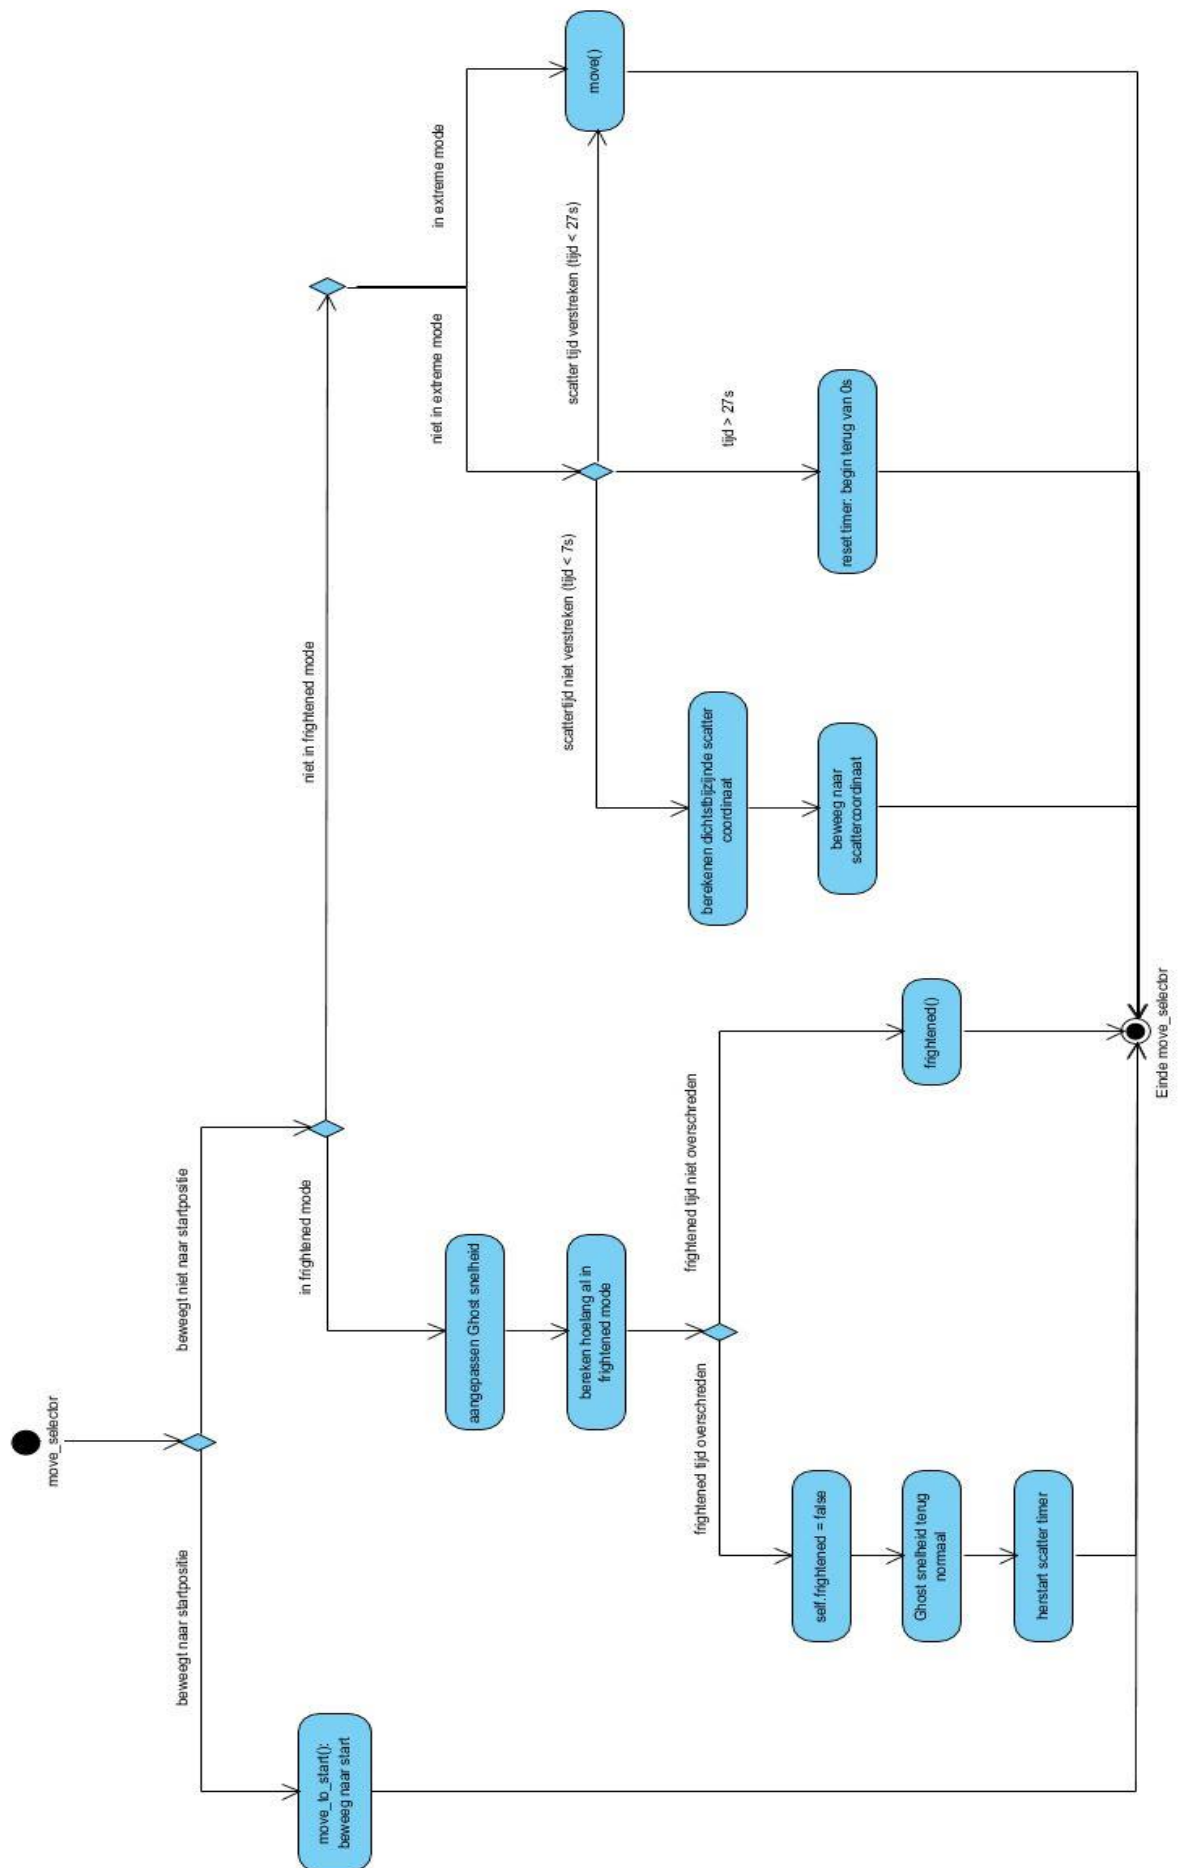 move_selector
beweegt naar startpositie
beweegt niet naar startpositie
in frightened mode
niet in frightened mode
move_to_start():
beweeg naar start
niet in extreme mode
in extreme mode
aangepassen Ghost snelheid
scattertijd niet verstreken (tijd < 7s)
scatter tijd verstreken (tijd < 27s)
bereken hoelang al in
frightened mode
move()
frightened tijd overschreden
frightened tijd niet overschreden
berekenen dichtstbijzijnde scatter
coordinaat
tijd > 27s
self.frightened = false
beweeg naar
scattercoordinaat
reset timer: begin terug van 0s
Ghost snelheid terug
normaal
frightened()
herstart scatter timer
Einde move_selector